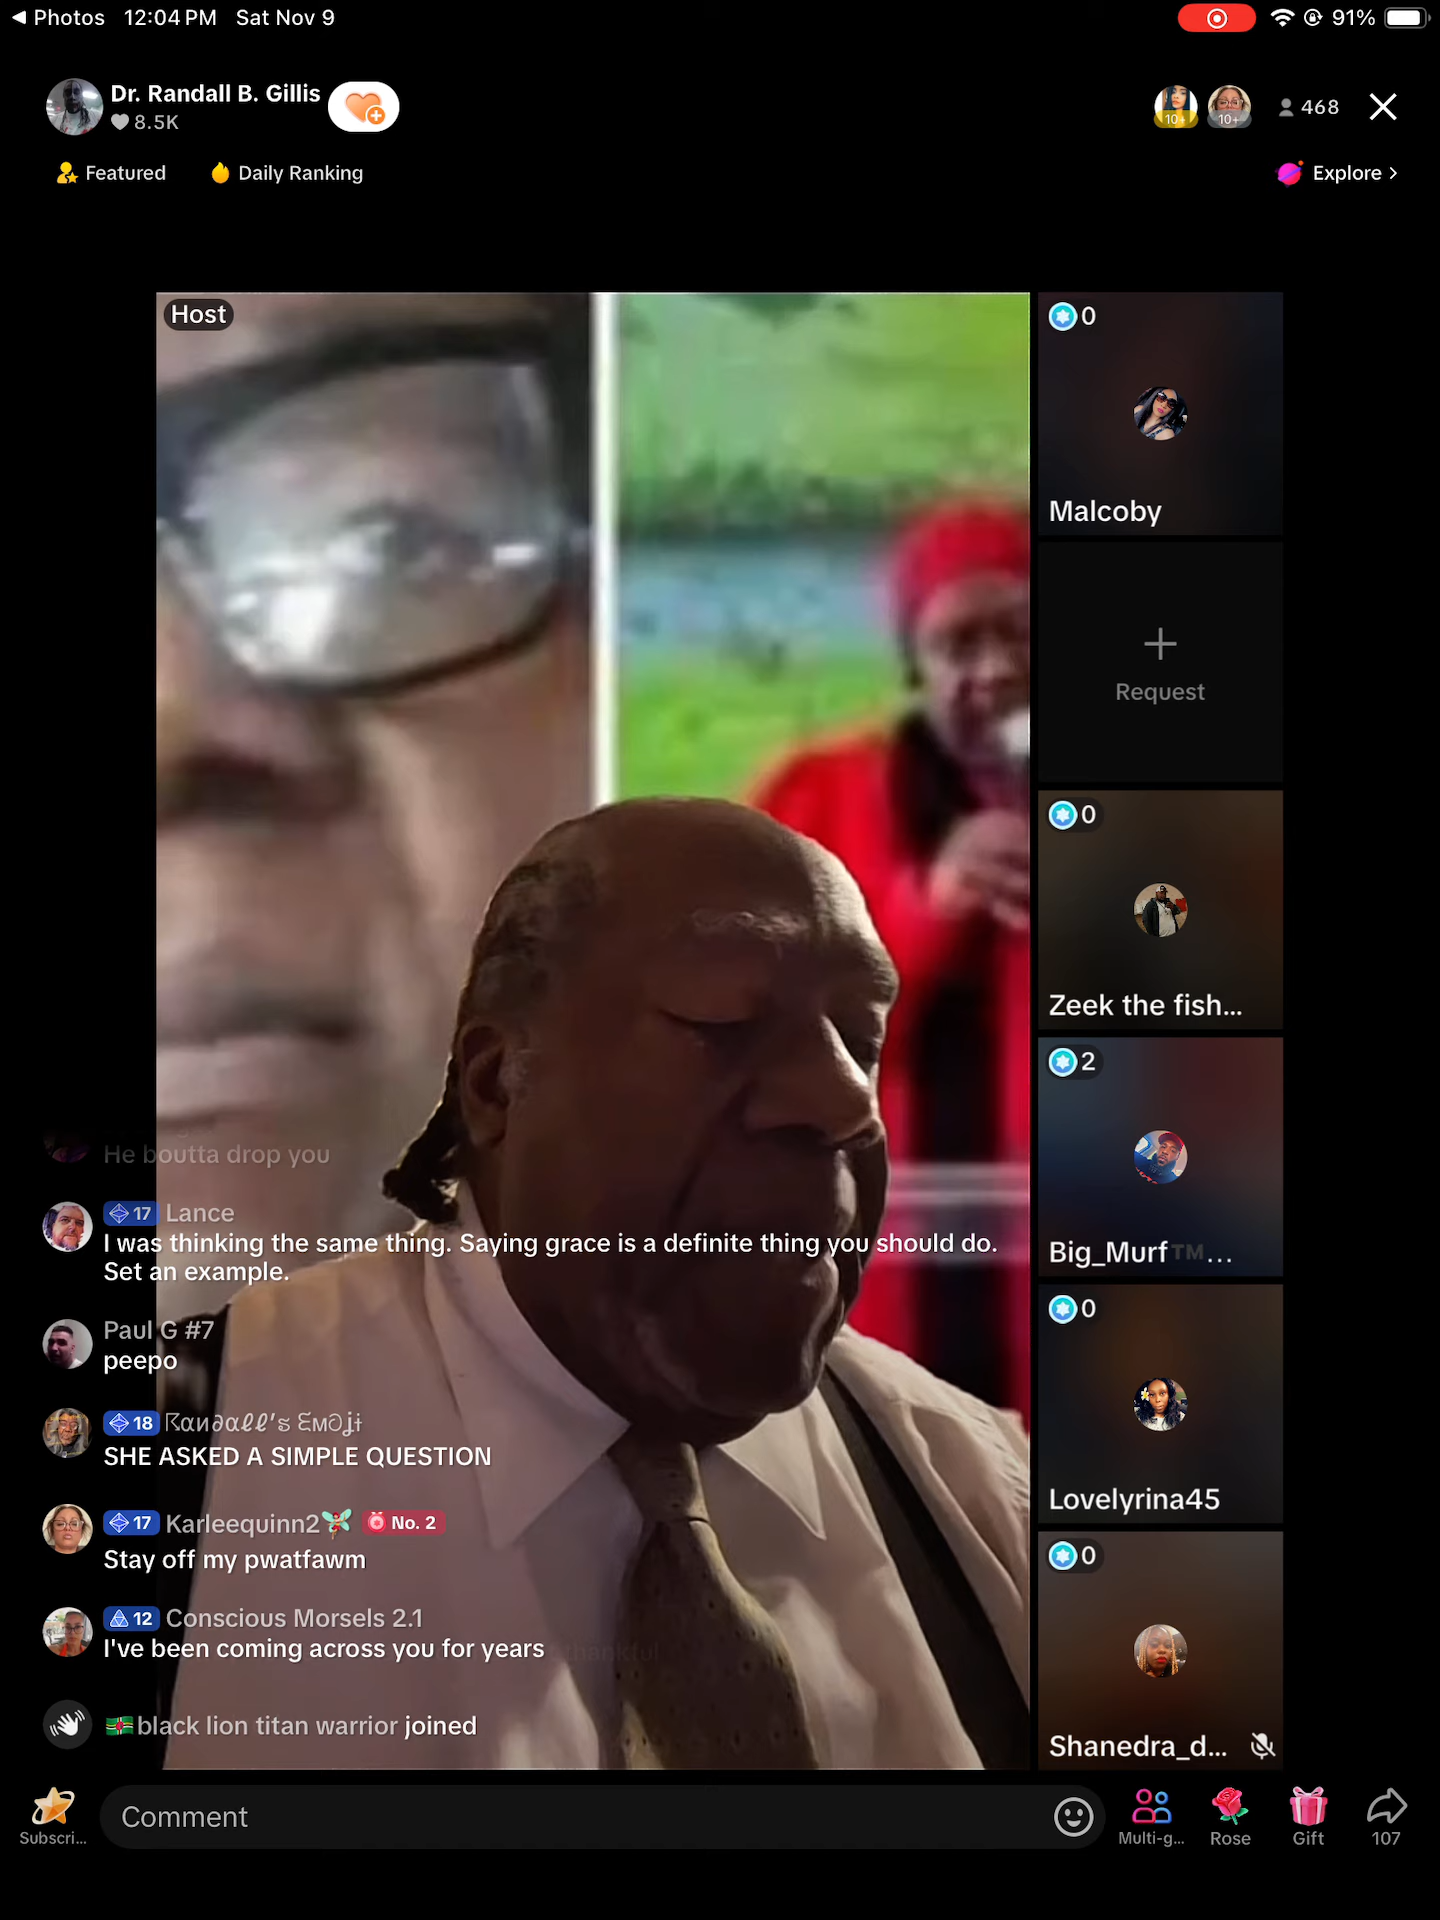 Photos 12:04 PM Sat Nov 9
91%
Dr. Randall B. Gillis
8.5K
10+
10+
468
Featured
Daily Ranking
Explore >
Host
0
Malcoby
Request
0
Zeek the fish...
2
Big_Murf™...
0
Lovelyrina45
0
Shanedra_d...
He boutta drop you
17 Lance
I was thinking the same thing. Saying grace is a definite thing you should do.
Set an example.
Paul G #7
peepo
18
SHE ASKED A SIMPLE QUESTION
17 Karleequinn2 No. 2
Stay off my pwatfawm
12 Conscious Morsels 2.1
I've been coming across you for years
thankful
black lion titan warrior joined
Subscri...
Comment
Multi-g...
Rose
Gift
107